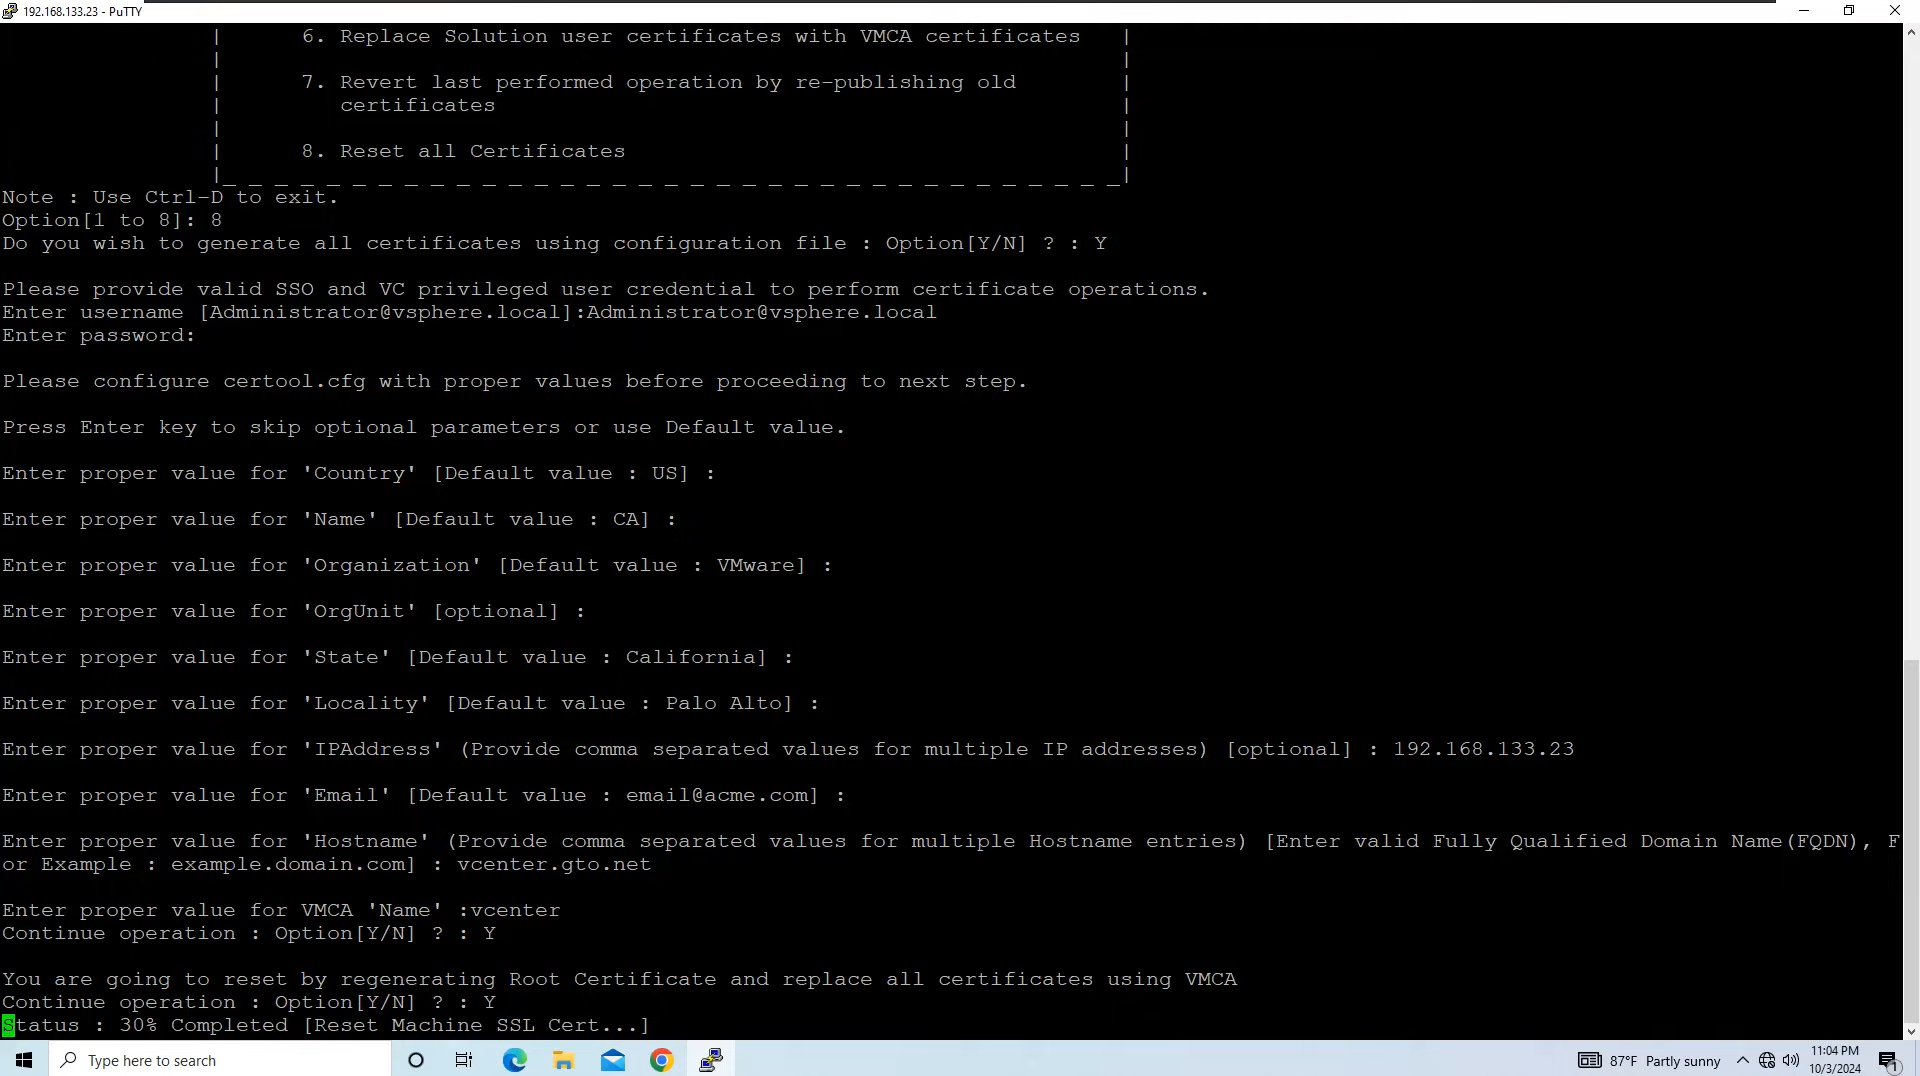 192.168.133.23 - PuTTY
6. Replace Solution user certificates with VMCA certificates
7. Revert last performed operation by re-publishing old
certificates
8. Reset all Certificates
Note : Use Ctrl-D to exit.
Option[1 to 8]: 8
Do you wish to generate all certificates using configuration file : Option[Y/N] ? : Y
Please provide valid SSO and VC privileged user credential to perform certificate operations.
Enter username [Administrator@vsphere.local]:Administrator@vsphere.local
Enter password:
Please configure certool.cfg with proper values before proceeding to next step.
Press Enter key to skip optional parameters or use Default value.
Enter proper value for 'Country' [Default value : US] :
Enter proper value for 'Name' [Default value : CA] :
Enter proper value for 'Organization' [Default value : VMware] :
Enter proper value for 'OrgUnit' [optional] :
Enter proper value for 'State' [Default value : California] :
Enter proper value for 'Locality' [Default value : Palo Alto] :
Enter proper value for 'IPAddress' (Provide comma separated values for multiple IP addresses) [optional] : 192.168.133.23
Enter proper value for 'Email' [Default value : email@acme.com] :
Enter proper value for 'Hostname' (Provide comma separated values for multiple Hostname entries) [Enter valid Fully Qualified Domain Name(FQDN), F
or Example : example.domain.com] : vcenter.gto.net
Enter proper value for VMCA 'Name' :vcenter
Continue operation : Option[Y/N] ? : Y
You are going to reset by regenerating Root Certificate and replace all certificates using VMCA
Continue operation : Option[Y/N] ? : Y
Status : 30% Completed [Reset Machine SSL Cert...]
Type here to search
87°F Partly sunny
11:04 PM
10/3/2024
1